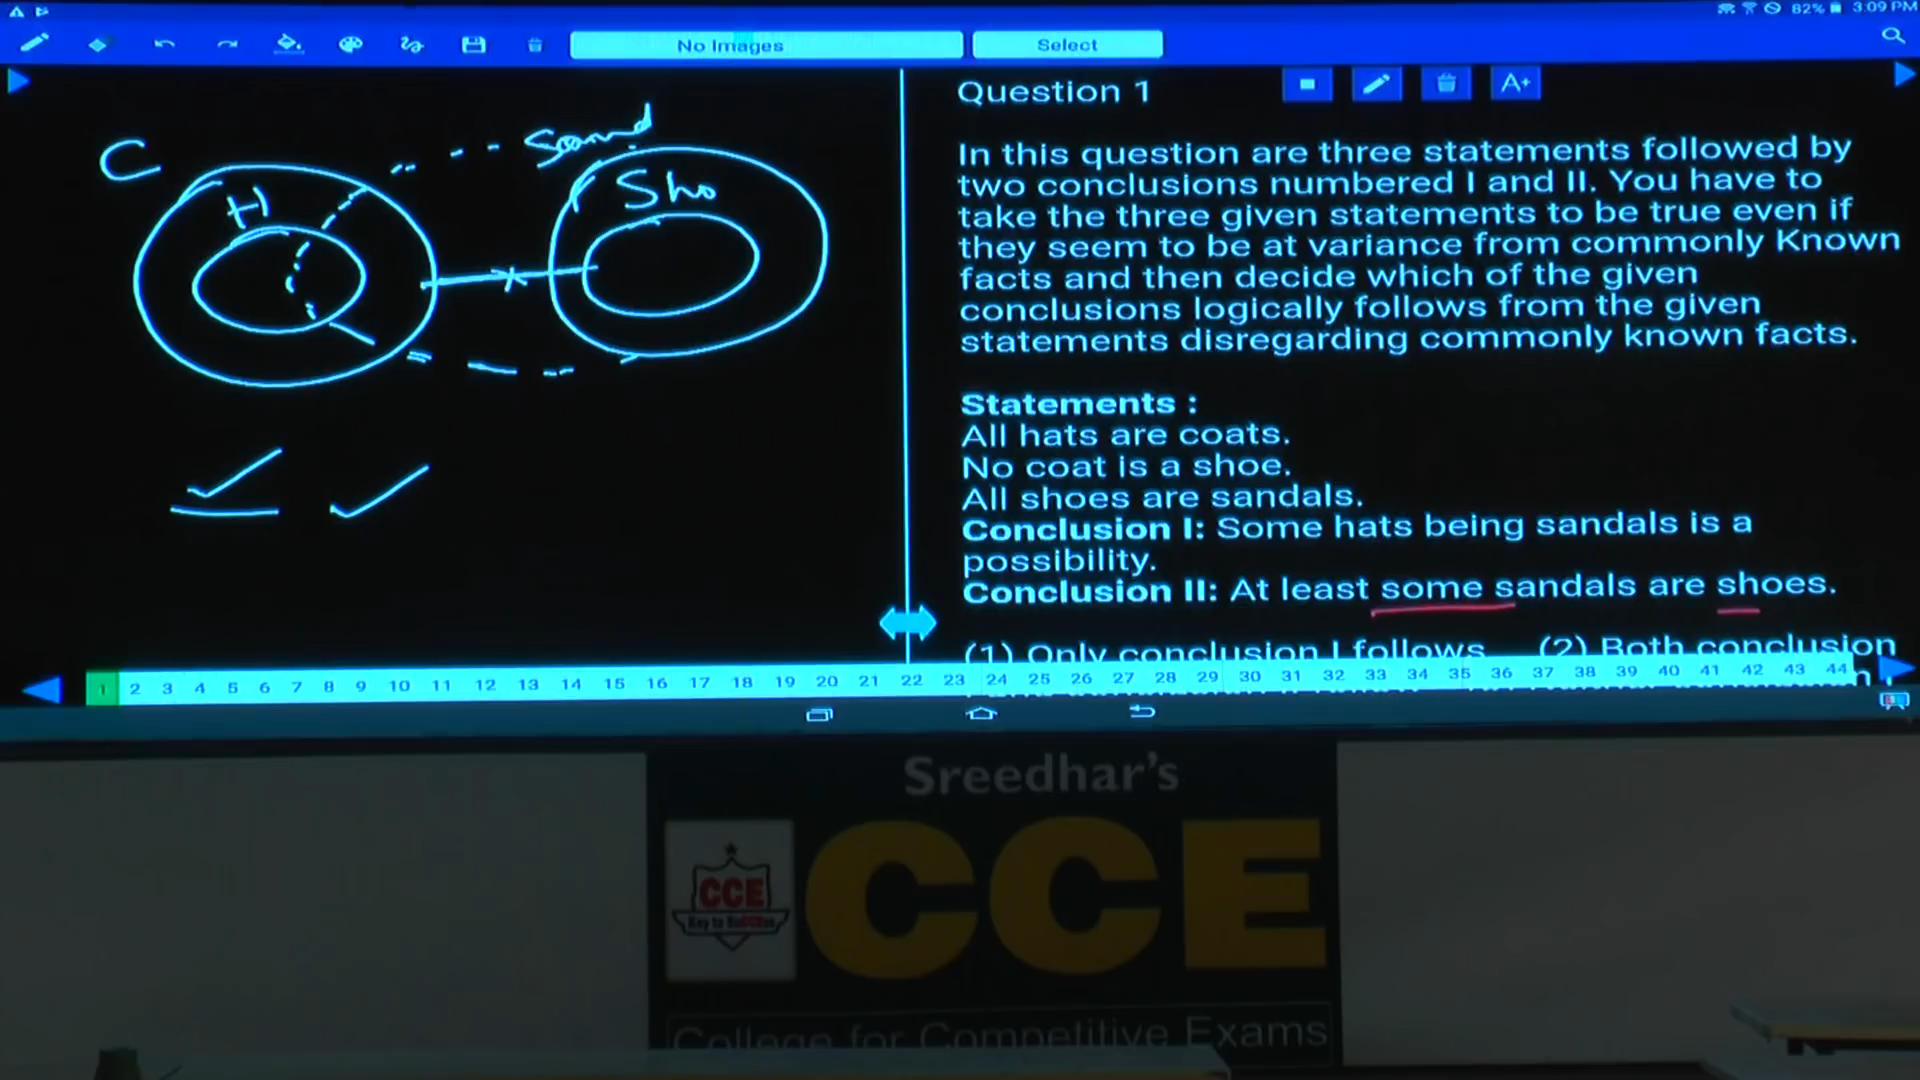 82% 3:09 PM
No Images Select
Question 1
A+
C
H
Sho
In this question are three statements followed by
two conclusions numbered I and II. You have to
take the three given statements to be true even if
they seem to be at variance from commonly Known
facts and then decide which of the given
conclusions logically follows from the given
statements disregarding commonly known facts.
Statements :
All hats are coats.
No coat is a shoe.
All shoes are sandals.
Conclusion I: Some hats being sandals is a
possibility.
Conclusion II: At least some sandals are shoes.
(1) Only conclusion I follows (2) Both conclusion
1 2 3 4 5 6 7 8 9 10 11 12 13 14 15 16 17 18 19 20 21 22 23 24 25 26 27 28 29 30 31 32 33 34 35 36 37 38 39 40 41 42 43 44
Sreedhar's
CCE
CCE
College for Competitive Exams